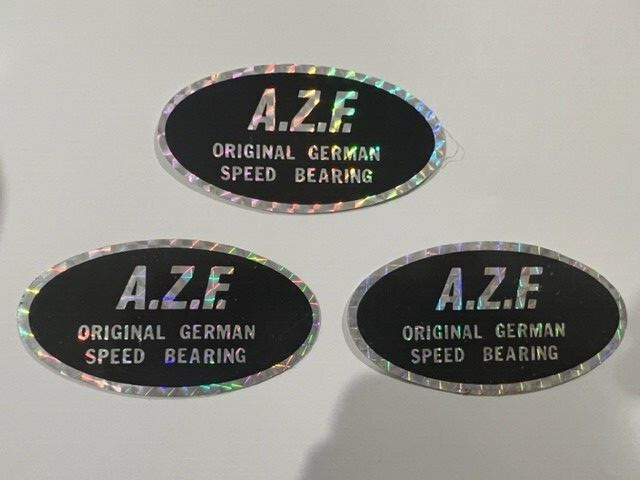 A.Z.F.
ORIGINAL GERMAN
SPEED BEARING
A.Z.F.
ORIGINAL GERMAN
SPEED BEARING
A.Z.F.
ORIGINAL GERMAN
SPEED BEARING